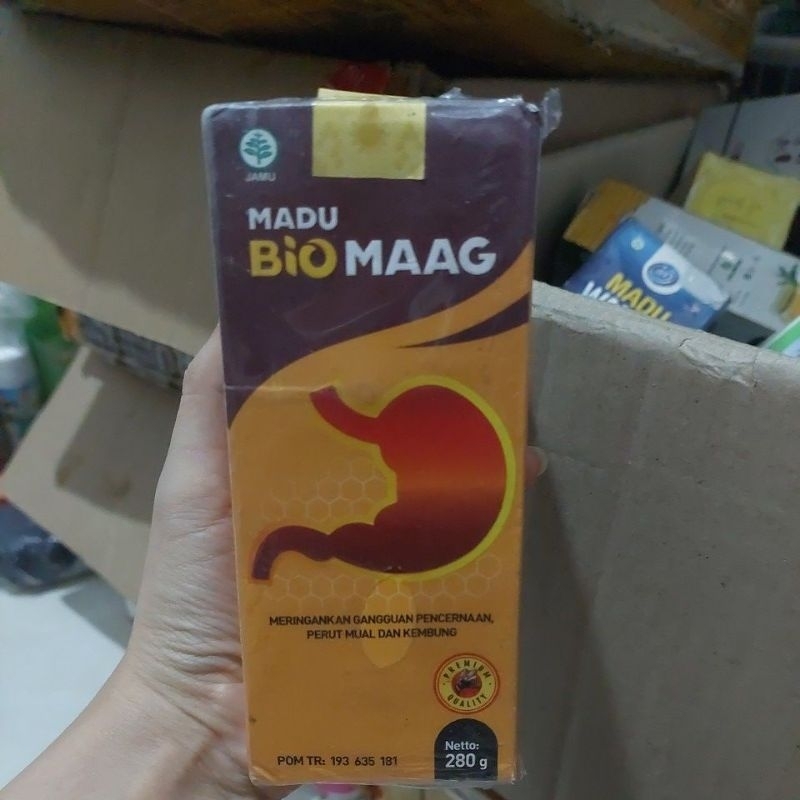 JAMU
MADU
BiO MAAG
MERINGANKAN GANGGUAN PENCERNAAN,
PERUT MUAL DAN KEMBUNG
PREMIUM
QUALITY
POM TR: 193 635 181
Netto:
280 g
MADU